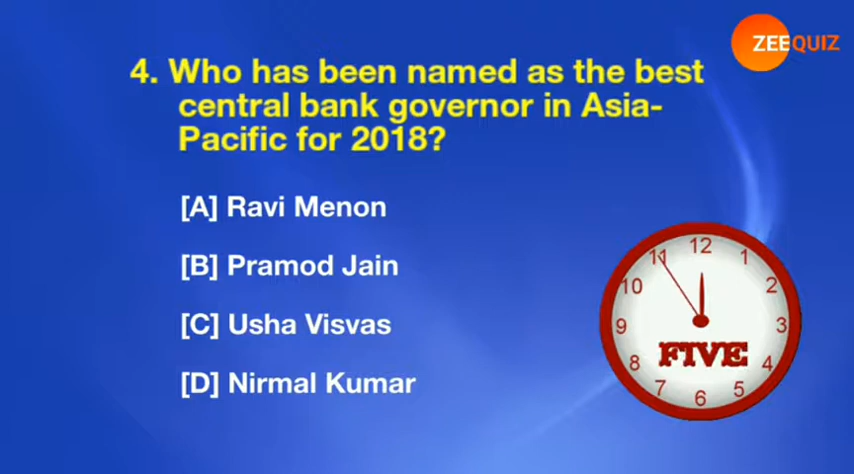 ZEEQUIZ
4. Who has been named as the best
central bank governor in Asia-
Pacific for 2018?
[A] Ravi Menon
[B] Pramod Jain
[C] Usha Visvas
[D] Nirmal Kumar
12
11 1
10 2
9 3
FIVE
8 4
7 5
6